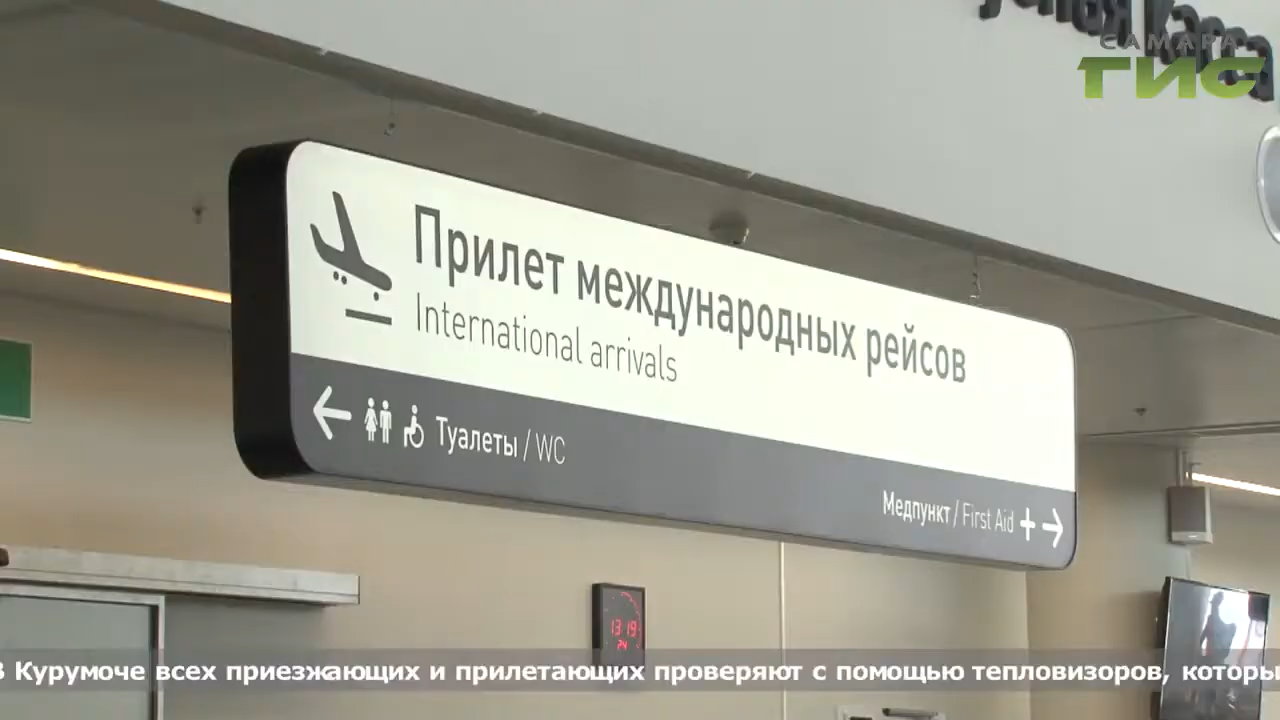 САМАРА
ГИС
Прилет международных рейсов
International arrivals
Туалеты / WC
Медпункт / First Aid
13 19
24
В Курумоче всех приезжающих и прилетающих проверяют с помощью тепловизоров, которы